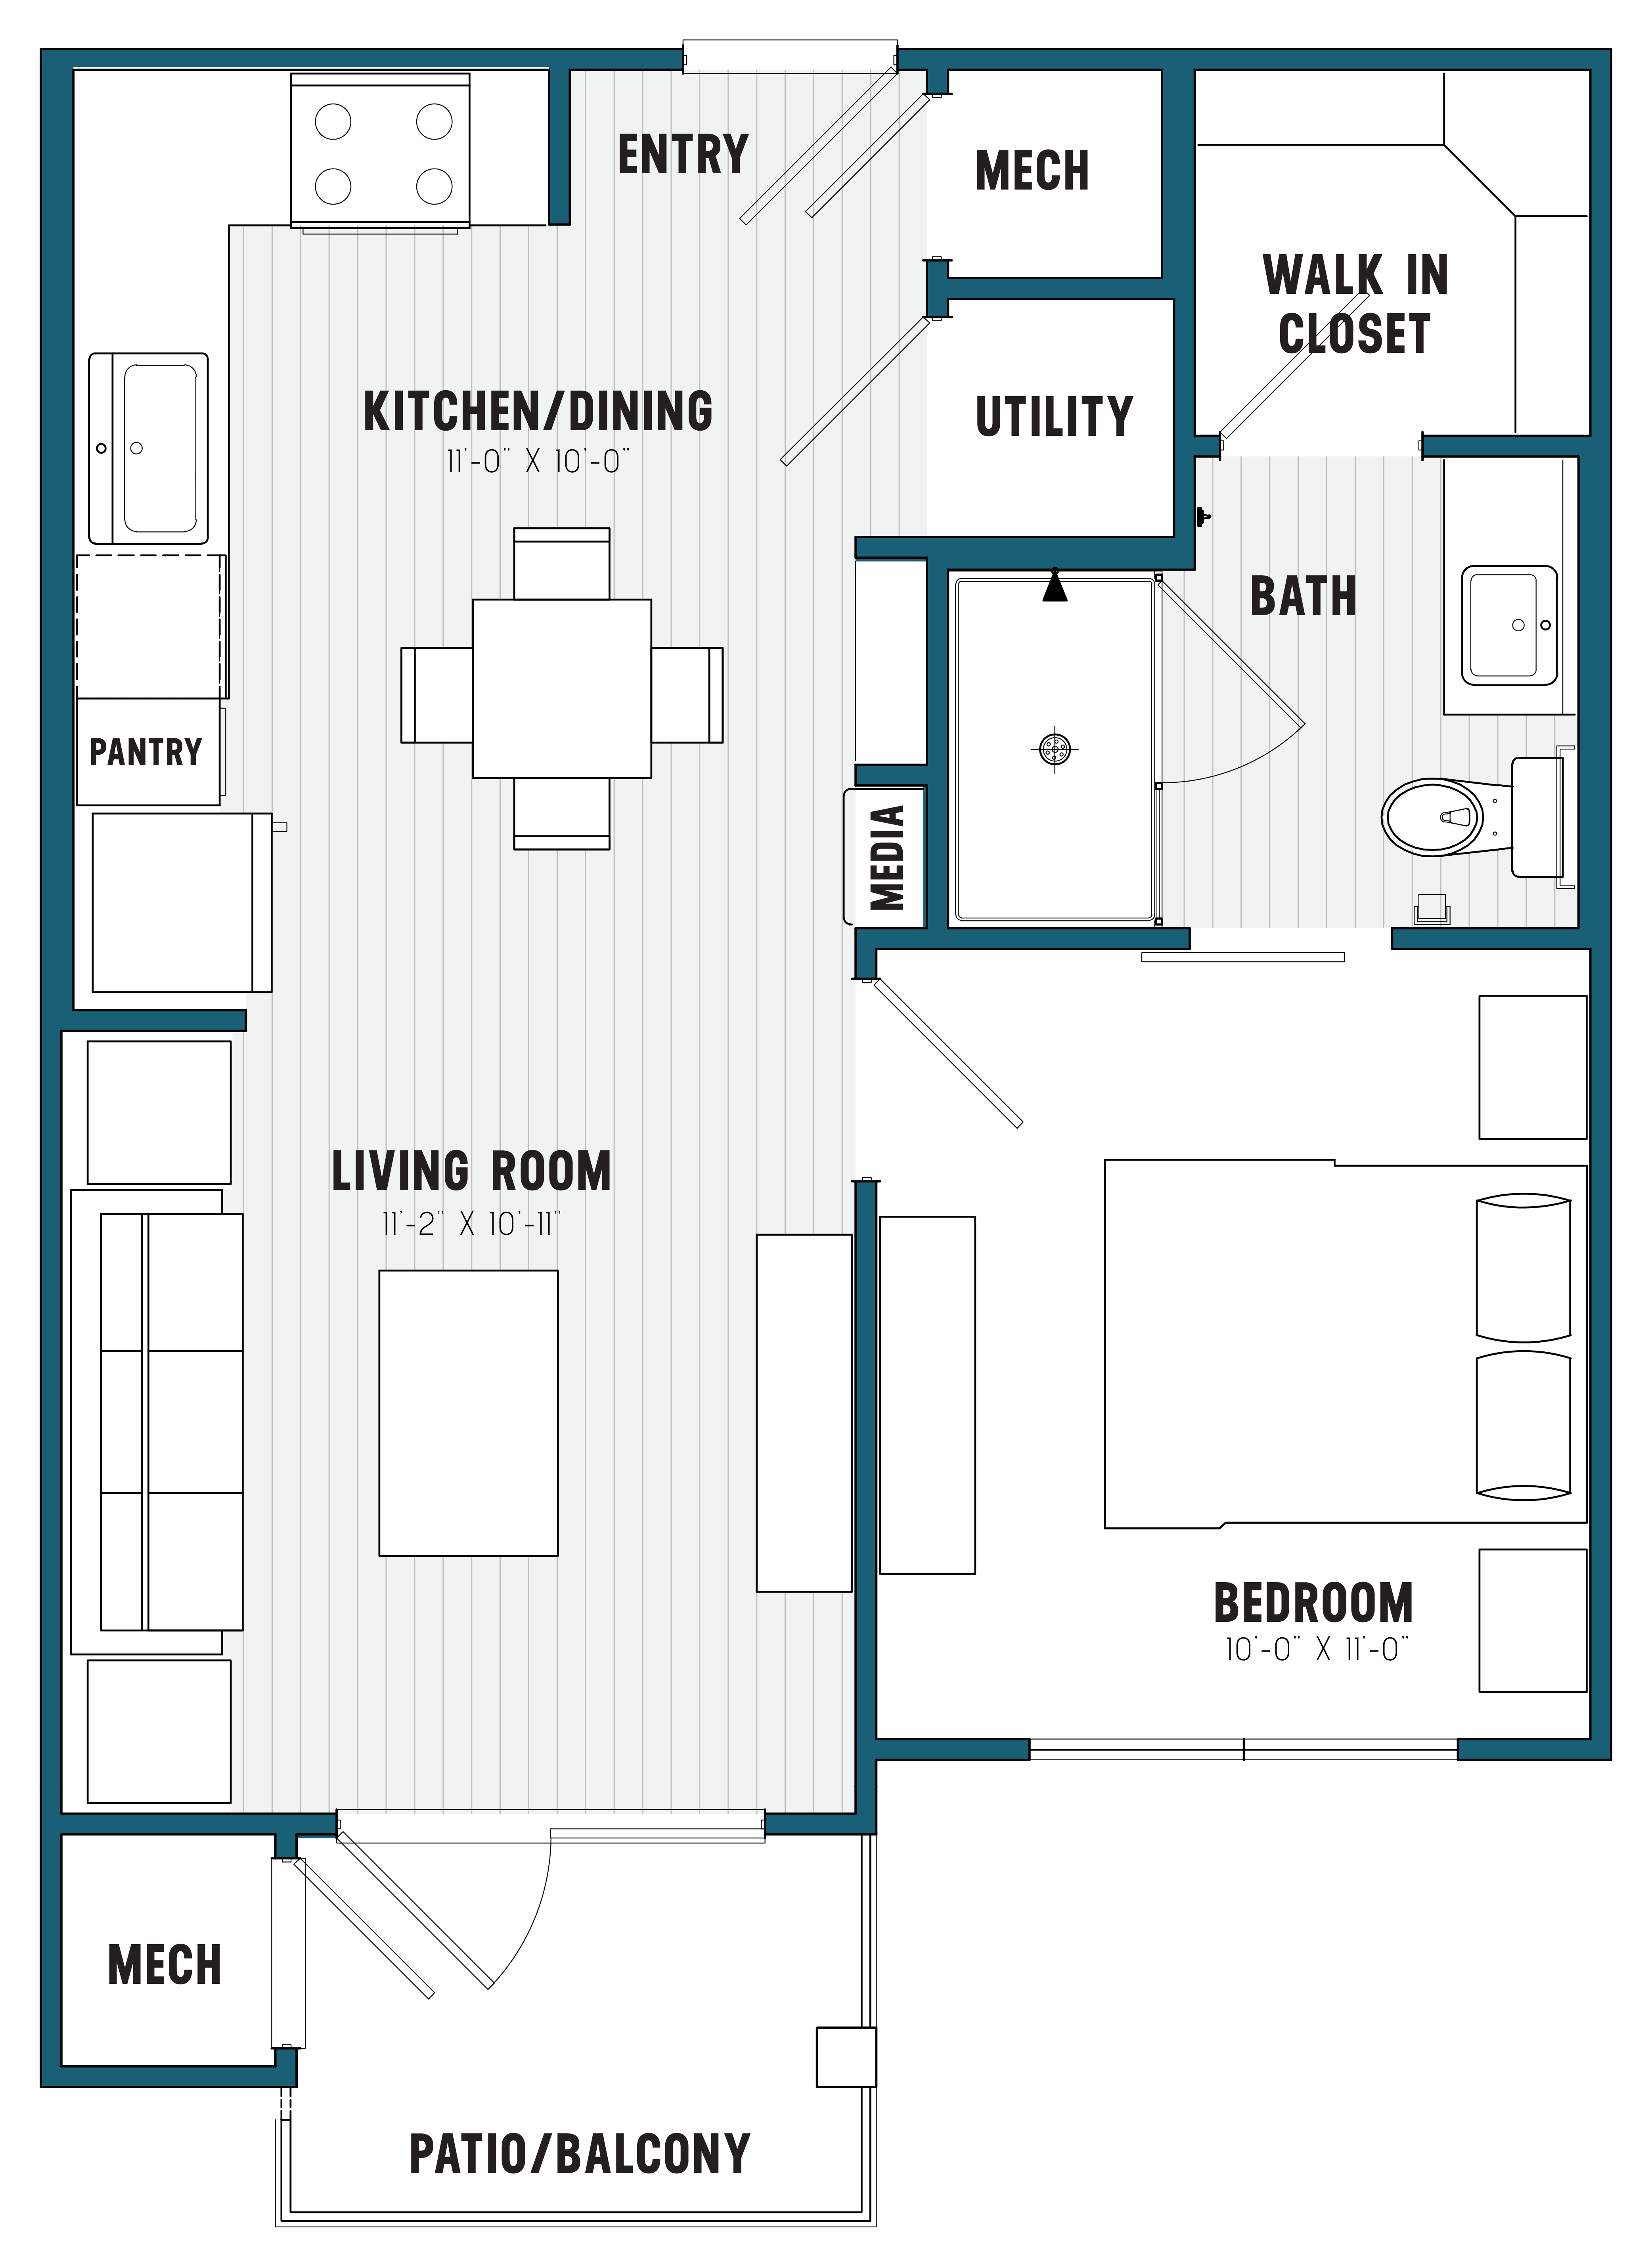 ENTRY
MECH
WALK IN
CLOSET
KITCHEN/DINING
11'-0" X 10'-0"
UTILITY
BATH
PANTRY
MEDIA
LIVING ROOM
11'-2" X 10'-11"
BEDROOM
10'-0" X 11'-0"
MECH
PATIO/BALCONY